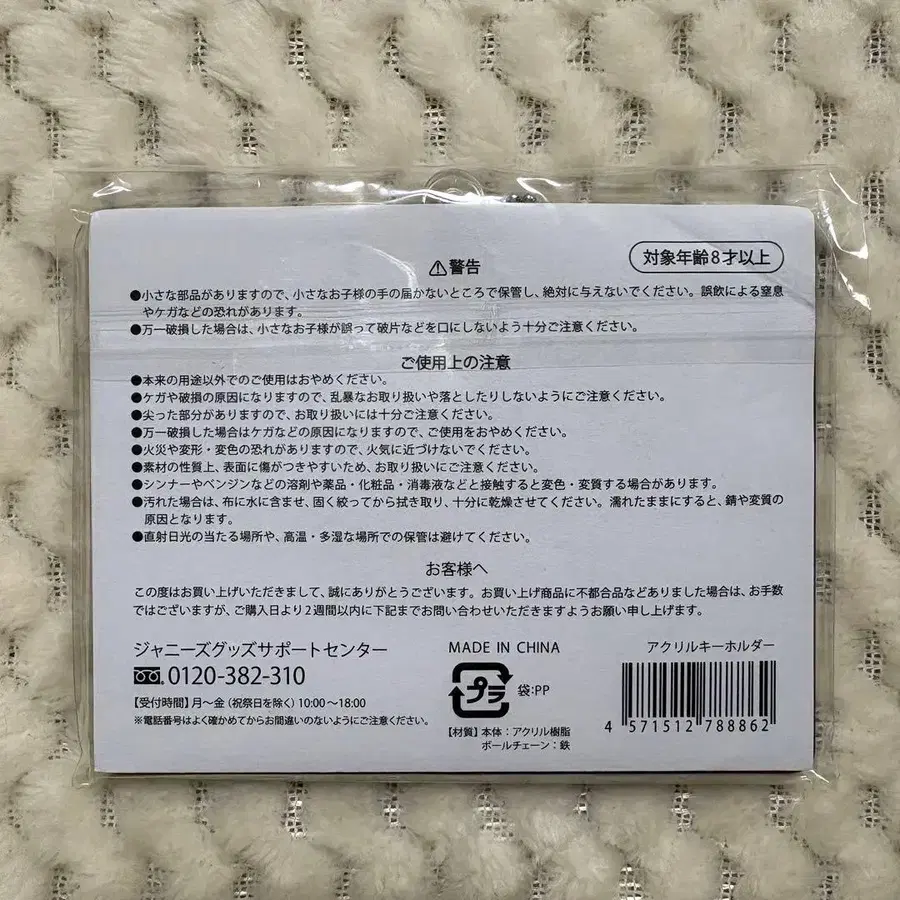 ⚠警告
対象年齢8才以上
●小さな部品がありますので、小さなお子様の手の届かないところで保管し、絶対に与えないでください。誤飲による窒息
やケガなどの恐れがあります。
●万一破損した場合は、小さなお子様が誤って破片などを口にしないよう十分ご注意ください。
ご使用上の注意
●本来の用途以外でのご使用はおやめください。
●ケガや破損の原因になりますので、乱暴なお取り扱いや落としたりしないようにご注意ください。
●尖った部分がありますので、お取り扱いには十分ご注意ください。
●万一破損した場合はケガなどの原因になりますので、ご使用をおやめください。
●火災や変形・変色の恐れがありますので、火気に近づけないでください。
●素材の性質上、表面に傷がつきやすいため、お取り扱いにご注意ください。
●シンナーやベンジンなどの溶剤や薬品・化粧品・消毒液などと接触すると変色・変質する場合があります。
●汚れた場合は、布に水に含ませ、固く絞ってから拭き取り、十分に乾燥させてください。濡れたままにすると、錆や変質の
原因となります。
●直射日光の当たる場所や、高温・多湿な場所での保管は避けてください。
お客様へ
この度はお買い上げいただきまして、誠にありがとうございます。お買い上げ商品に不都合品などありました場合は、お手数
ではございますが、ご購入日より2週間以内に下記までお問い合わせいただきますようお願い申し上げます。
ジャニーズグッズサポートセンター
0120-382-310
【受付時間】月〜金（祝祭日を除く）10:00〜18:00
※電話番号はよく確かめてからお間違いのないようにご注意ください。
MADE IN CHINA
プラ
袋:PP
【材質】本体：アクリル樹脂
ボールチェーン：鉄
アクリルキーホルダー
4 571512 788862